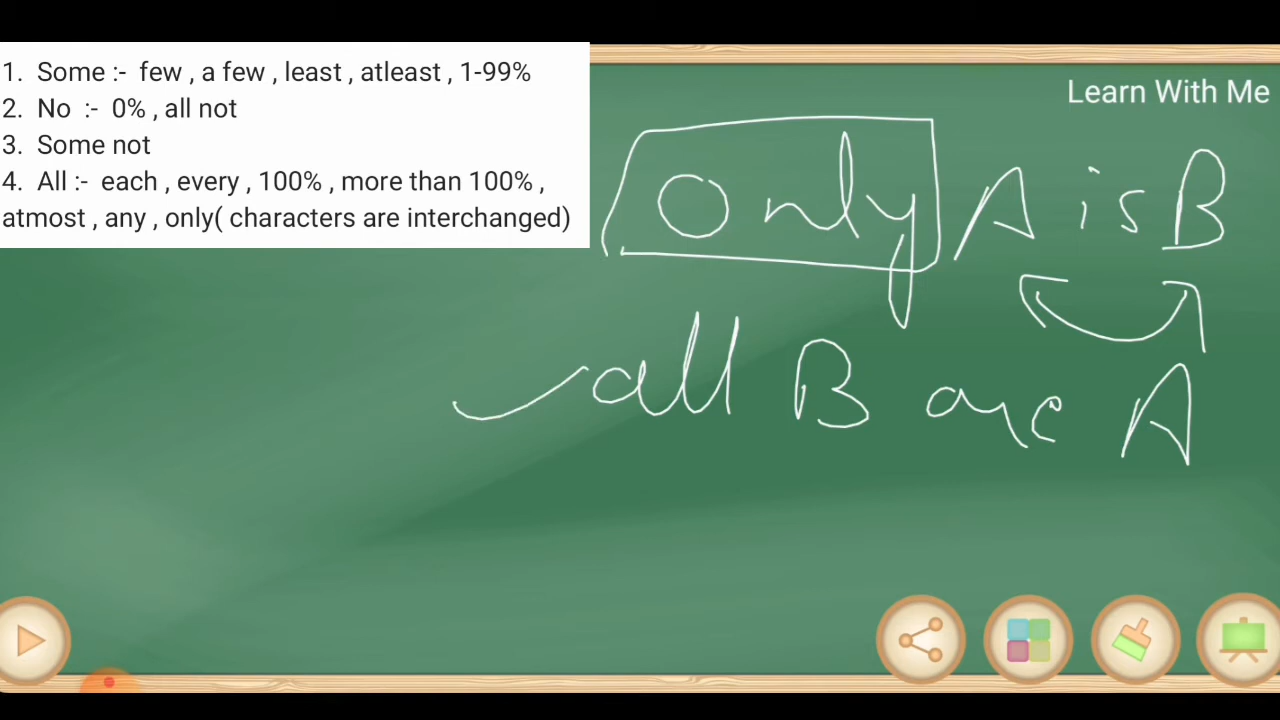 1. Some :- few , a few , least , atleast , 1-99%
2. No :- 0% , all not
3. Some not
4. All :- each , every , 100% , more than 100% ,
atmost , any , only( characters are interchanged)
Learn With Me
Only A is B
all B are A